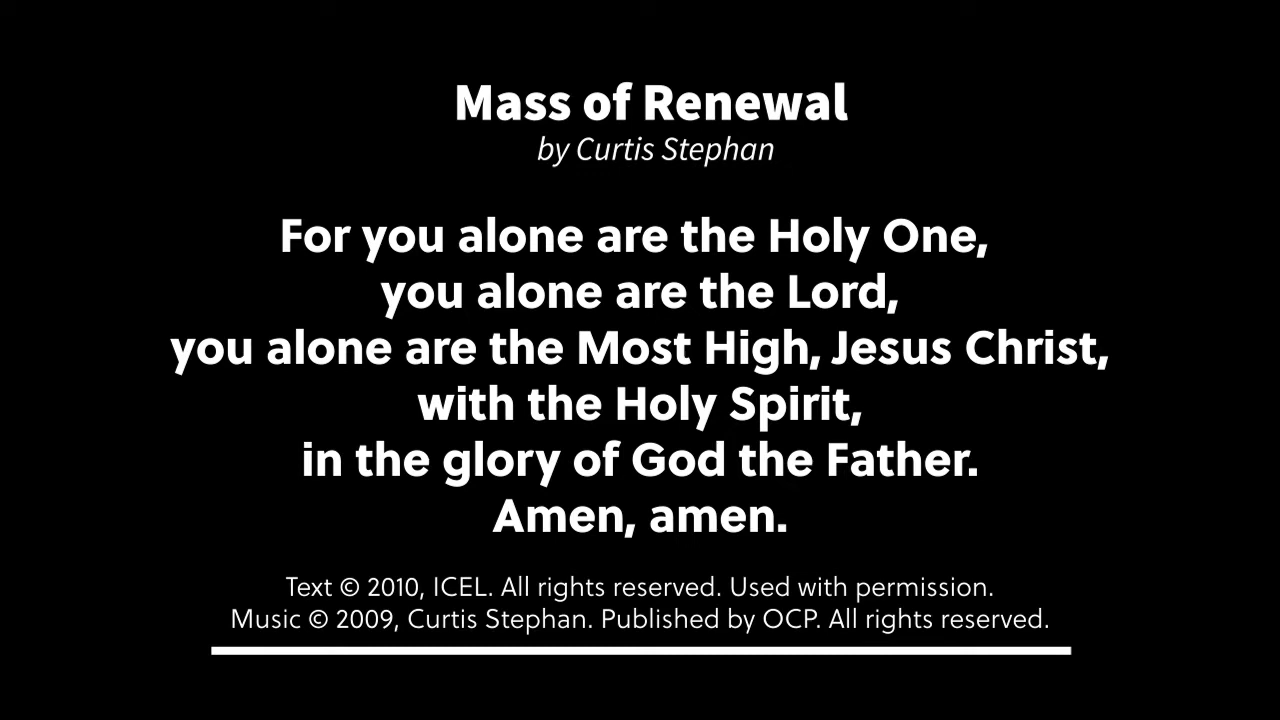 Mass of Renewal
by Curtis Stephan
For you alone are the Holy One,
you alone are the Lord,
you alone are the Most High, Jesus Christ,
with the Holy Spirit,
in the glory of God the Father.
Amen, amen.
Text © 2010, ICEL. All rights reserved. Used with permission.
Music © 2009, Curtis Stephan. Published by OCP. All rights reserved.